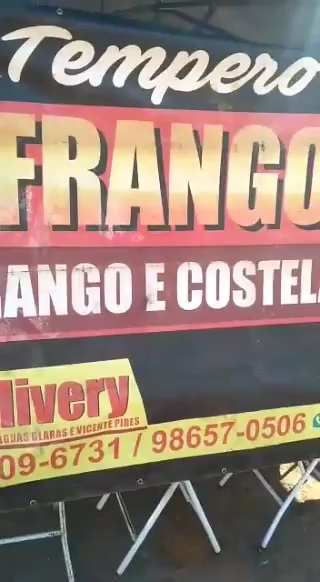 Tempero
FRANGO
ANGO E COSTEL
livery
ÁGUAS CLARAS E VICENTE PIRES
09-6731 / 98657-0506